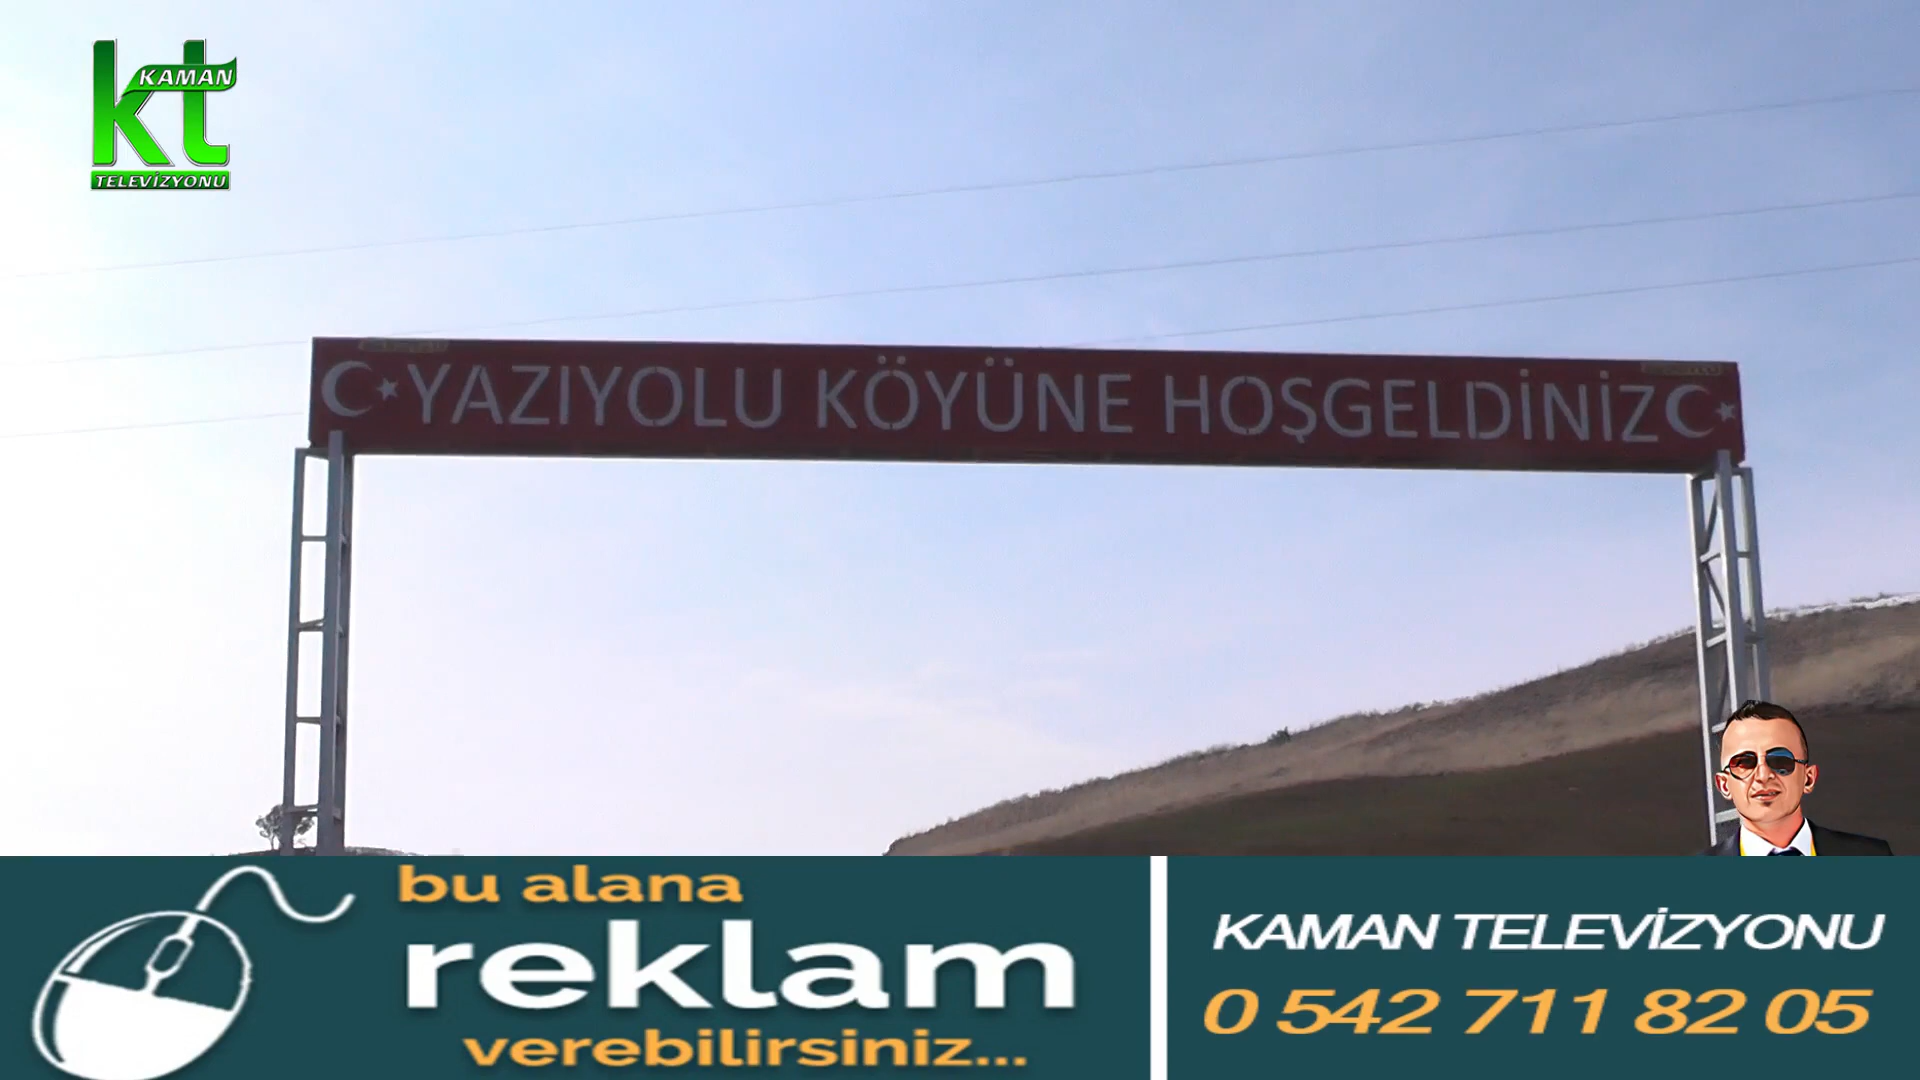 KAMAN
kt
TELEVİZYONU
YAZIYOLU KÖYÜNE HOŞGELDİNİZ
bu alana
reklam
verebilirsiniz...
KAMAN TELEVİZYONU
0 542 711 82 05